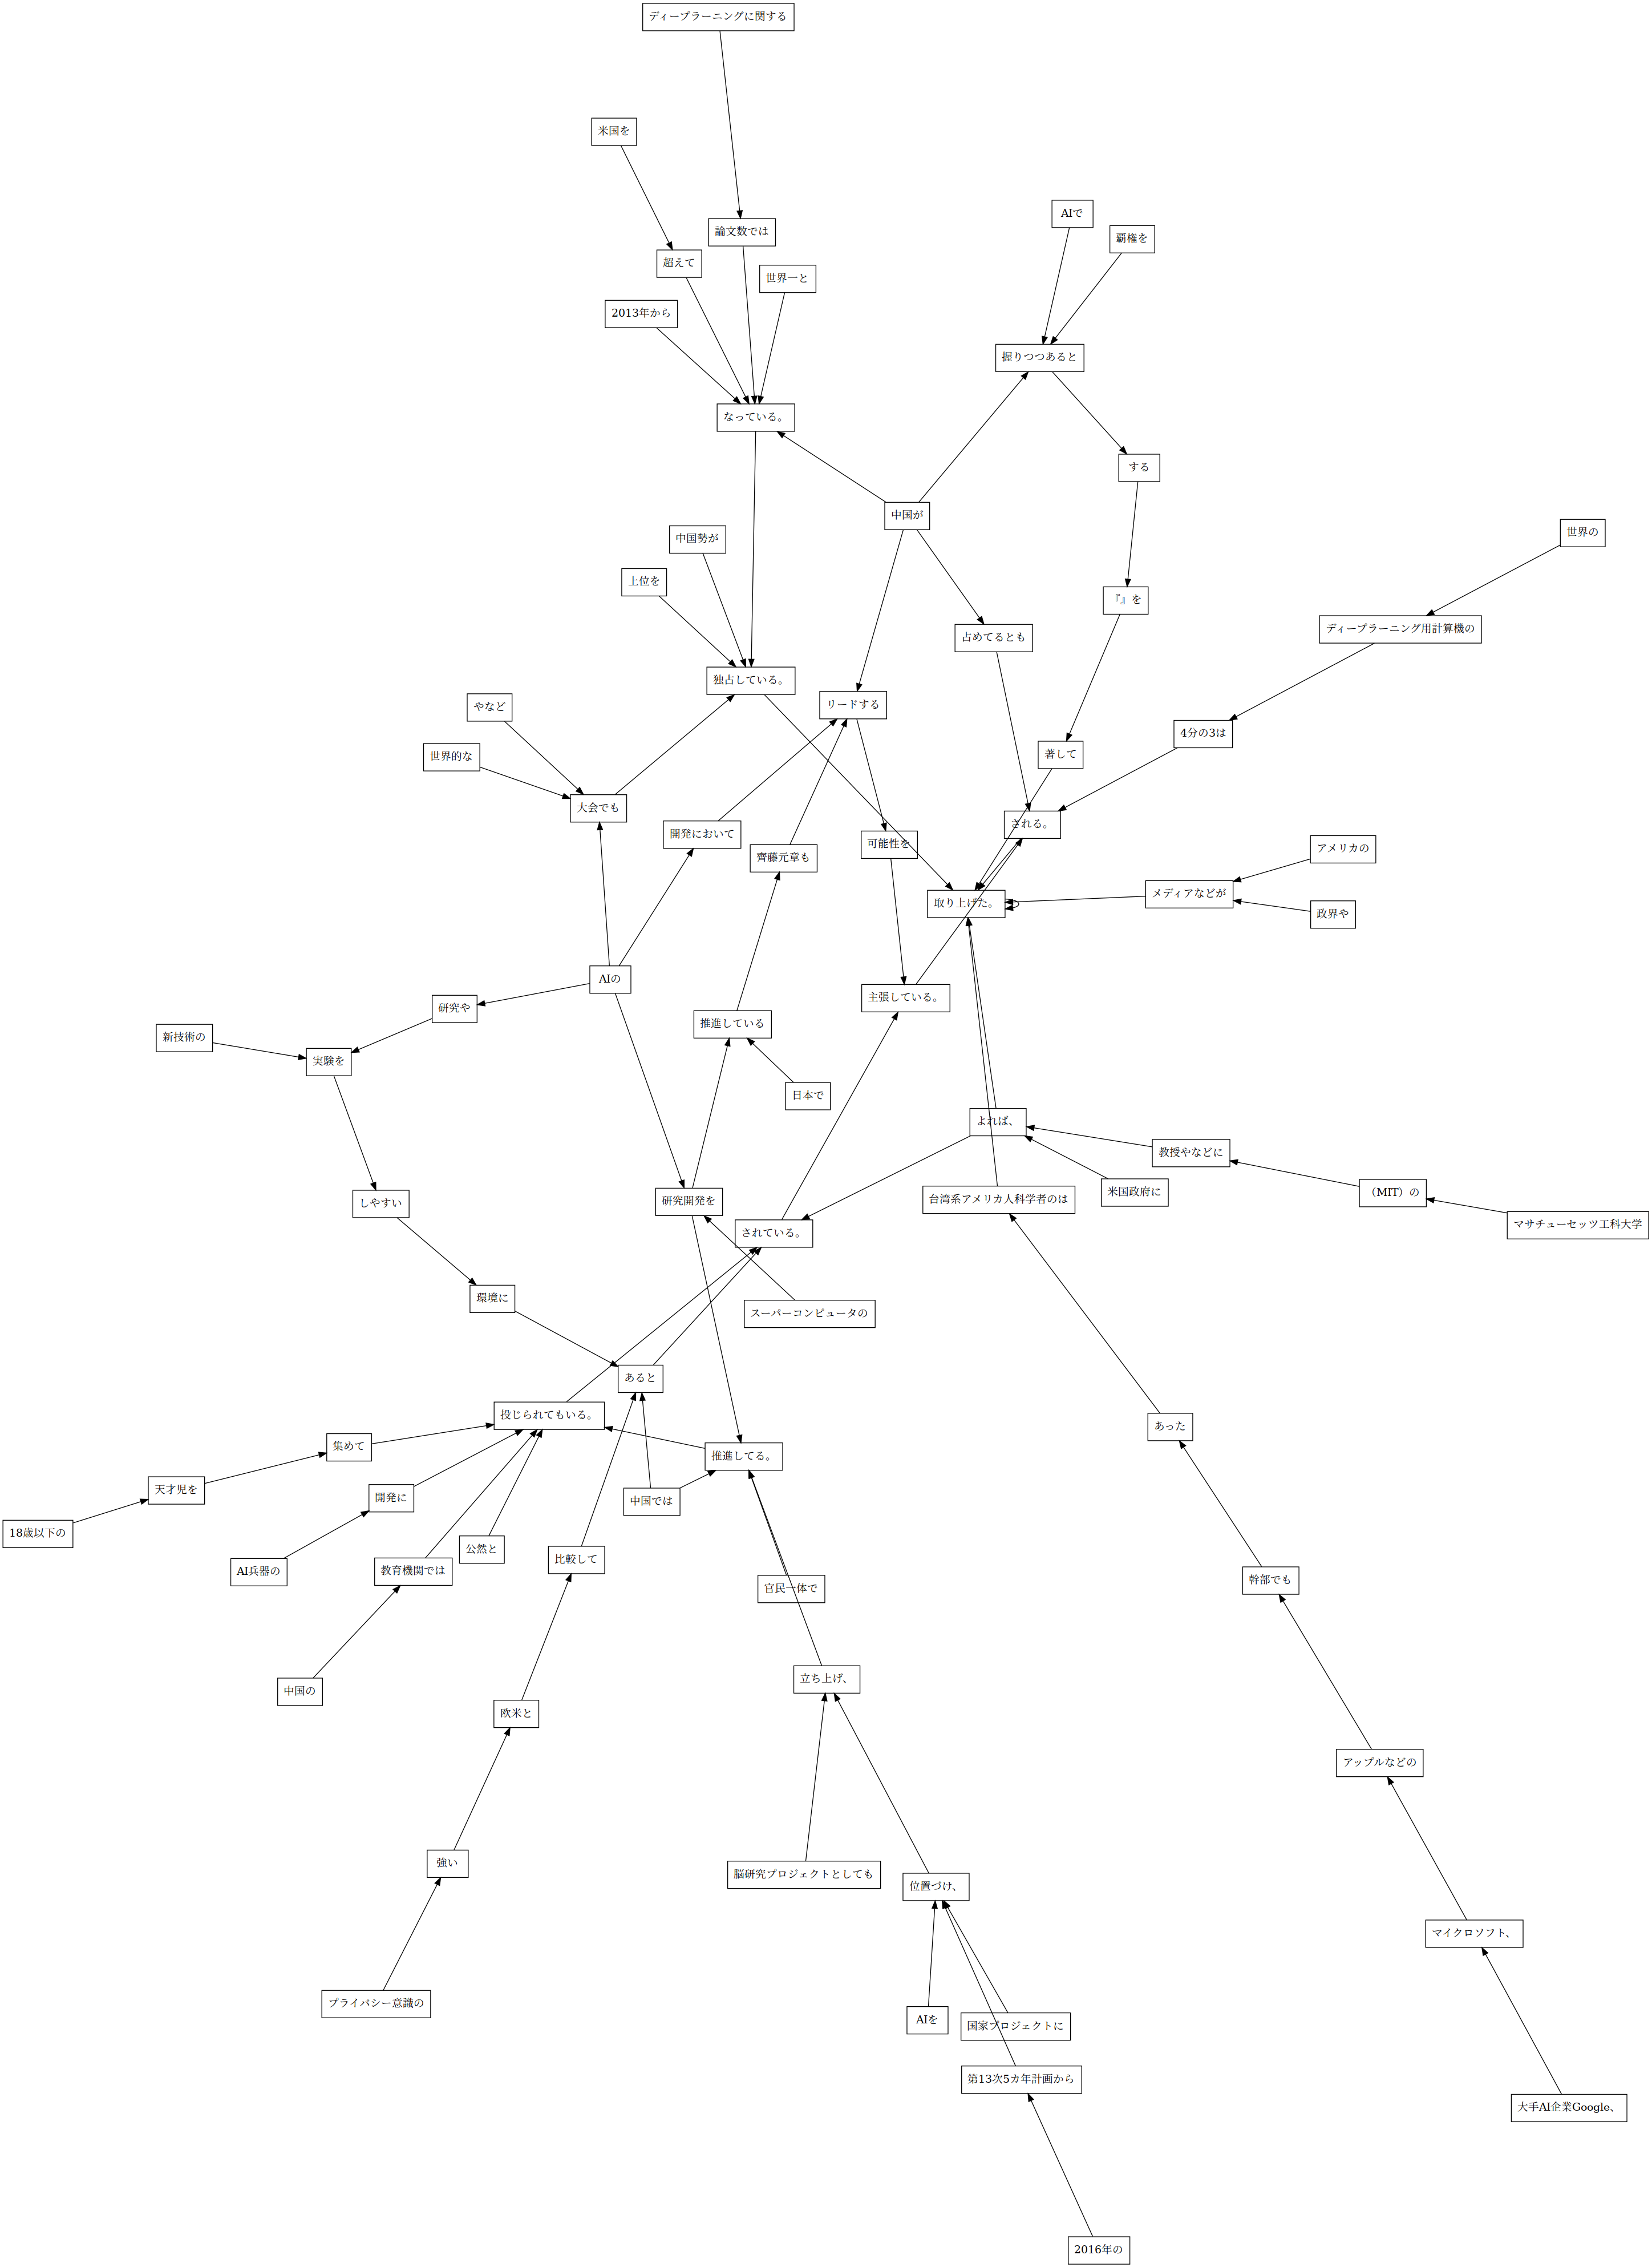 ディープラーニングに関する
米国を
AIで
論文数では
覇権を
超えて
世界一と
2013年から
握りつつあると
なっている。
する
中国が
世界の
中国勢が
上位を
『』を
ディープラーニング用計算機の
占めてるとも
独占している。
リードする
やなど
4分の3は
世界的な
著して
大会でも
される。
開発において
可能性を
アメリカの
齊藤元章も
メディアなどが
取り上げた。
政界や
AIの
主張している。
研究や
推進している
新技術の
実験を
日本で
よれば、
教授やなどに
米国政府に
（MIT）の
しやすい
研究開発を
台湾系アメリカ人科学者のは
マサチューセッツ工科大学
されている。
環境に
スーパーコンピュータの
あると
投じられてもいる。
あった
集めて
推進してる。
天才児を
開発に
中国では
18歳以下の
公然と
比較して
AI兵器の
教育機関では
幹部でも
官民一体で
立ち上げ、
中国の
欧米と
アップルなどの
強い
脳研究プロジェクトとしても
位置づけ、
マイクロソフト、
プライバシー意識の
AIを
国家プロジェクトに
第13次5カ年計画から
大手AI企業Google、
2016年の